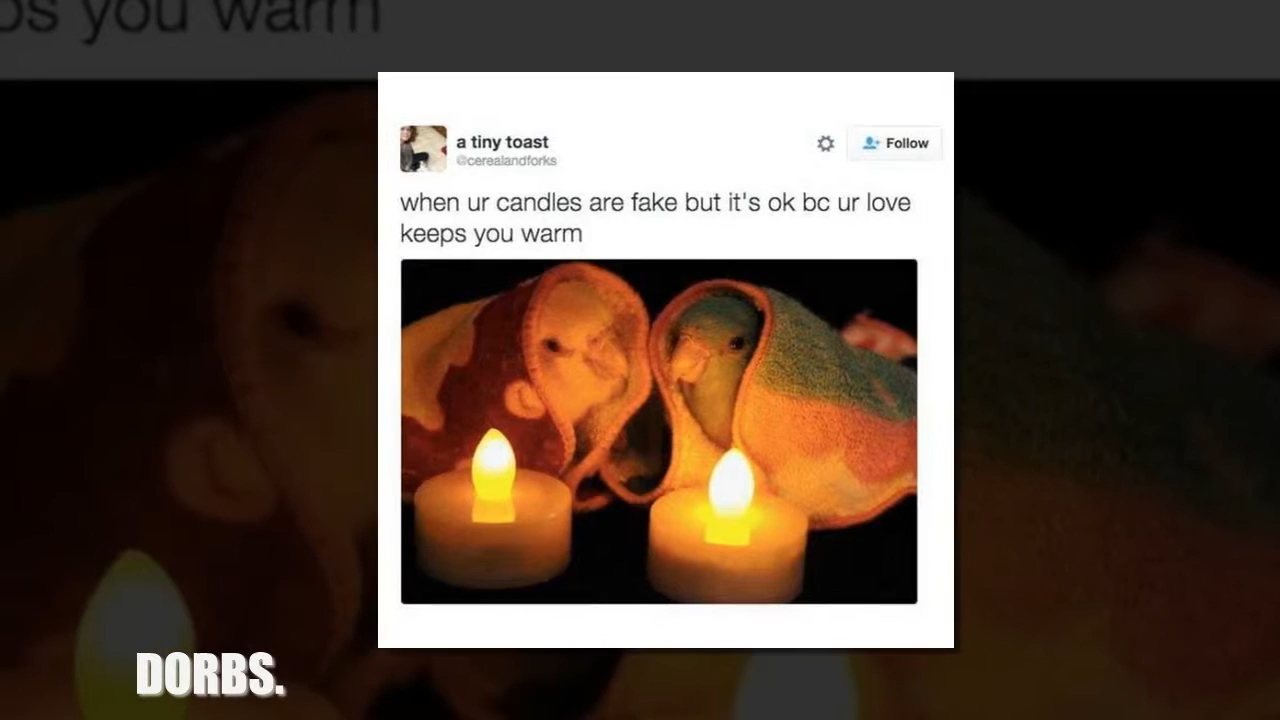 ps you warm
a tiny toast
@cerealandforks
Follow
when ur candles are fake but it's ok bc ur love
keeps you warm
DORBS.